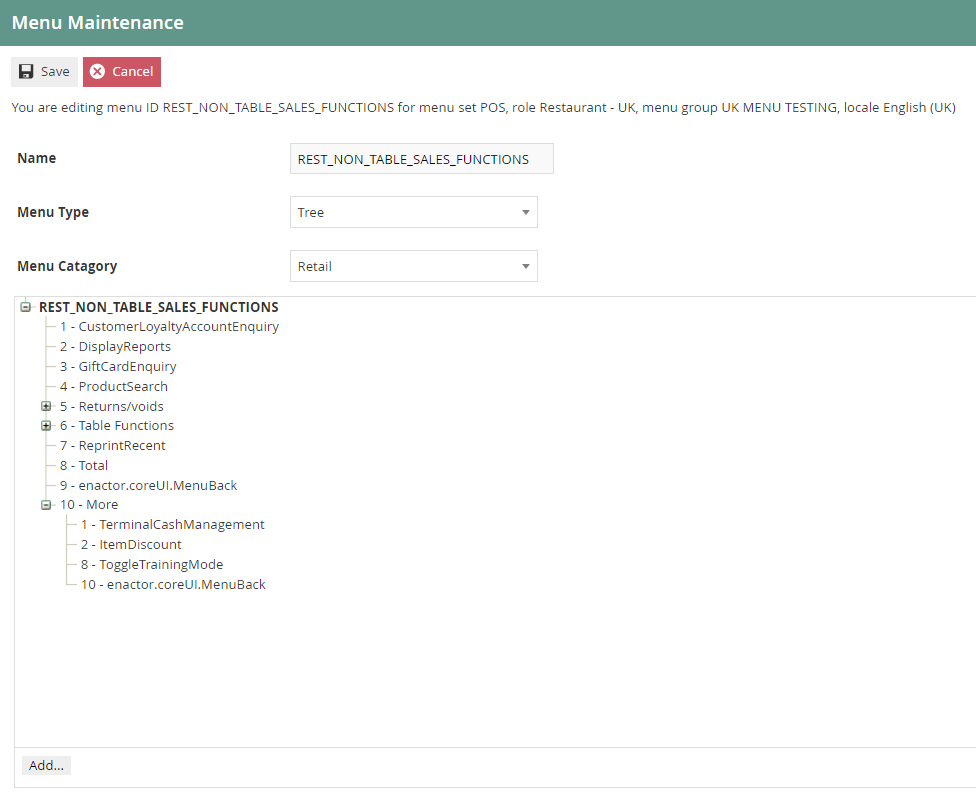 Menu Maintenance
Save Cancel
You are editing menu ID REST_NON_TABLE_SALES_FUNCTIONS for menu set POS, role Restaurant - UK, menu group UK MENU TESTING, locale English (UK)
Name REST_NON_TABLE_SALES_FUNCTIONS
Menu Type Tree
Menu Catagory Retail
REST_NON_TABLE_SALES_FUNCTIONS
1 - CustomerLoyaltyAccountEnquiry
2 - DisplayReports
3 - GiftCardEnquiry
4 - ProductSearch
5 - Returns/voids
6 - Table Functions
7 - ReprintRecent
8 - Total
9 - enactor.coreUI.MenuBack
10 - More
1 - TerminalCashManagement
2 - ItemDiscount
8 - ToggleTrainingMode
10 - enactor.coreUI.MenuBack
Add...